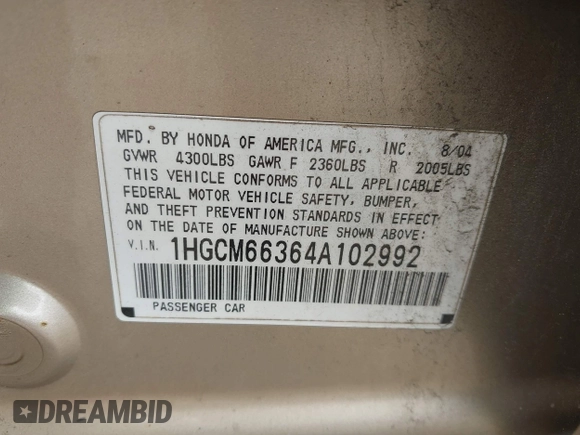 MFD. BY HONDA OF AMERICA MFG., INC. 8/04
GVWR 4300LBS GAWR F 2360LBS R 2005LBS
THIS VEHICLE CONFORMS TO ALL APPLICABLE
FEDERAL MOTOR VEHICLE SAFETY, BUMPER,
AND THEFT PREVENTION STANDARDS IN EFFECT
ON THE DATE OF MANUFACTURE SHOWN ABOVE:
V.I.N. 1HGCM66364A102992
PASSENGER CAR
DREAMBID